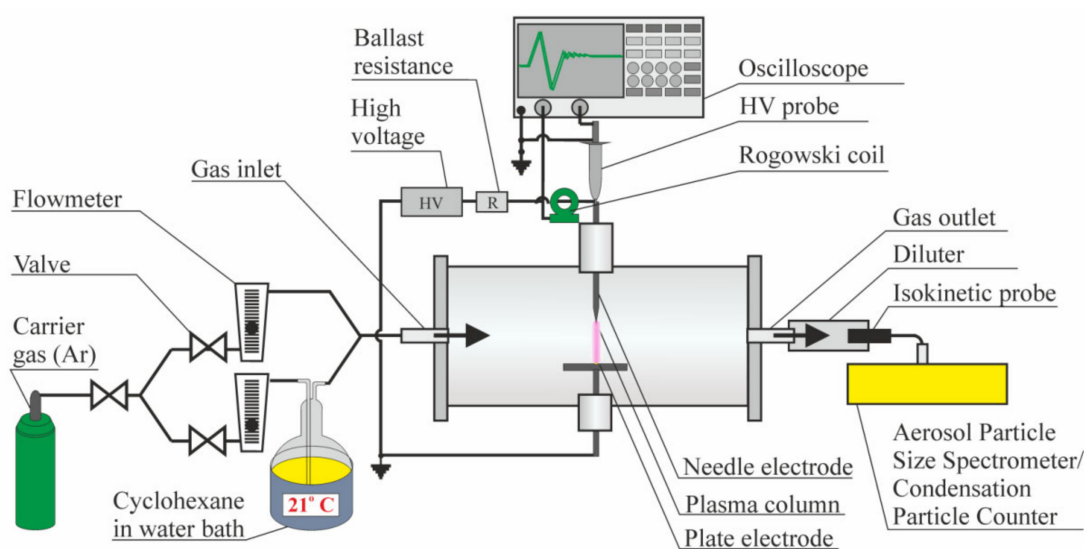 Ballast
resistance
High
voltage
Gas inlet
Flowmeter
Valve
Carrier
gas (Ar)
Cyclohexane
in water bath
21° C
HV
R
Oscilloscope
HV probe
Rogowski coil
Gas outlet
Diluter
Isokinetic probe
Needle electrode
Plasma column
Plate electrode
Aerosol Particle
Size Spectrometer/
Condensation
Particle Counter